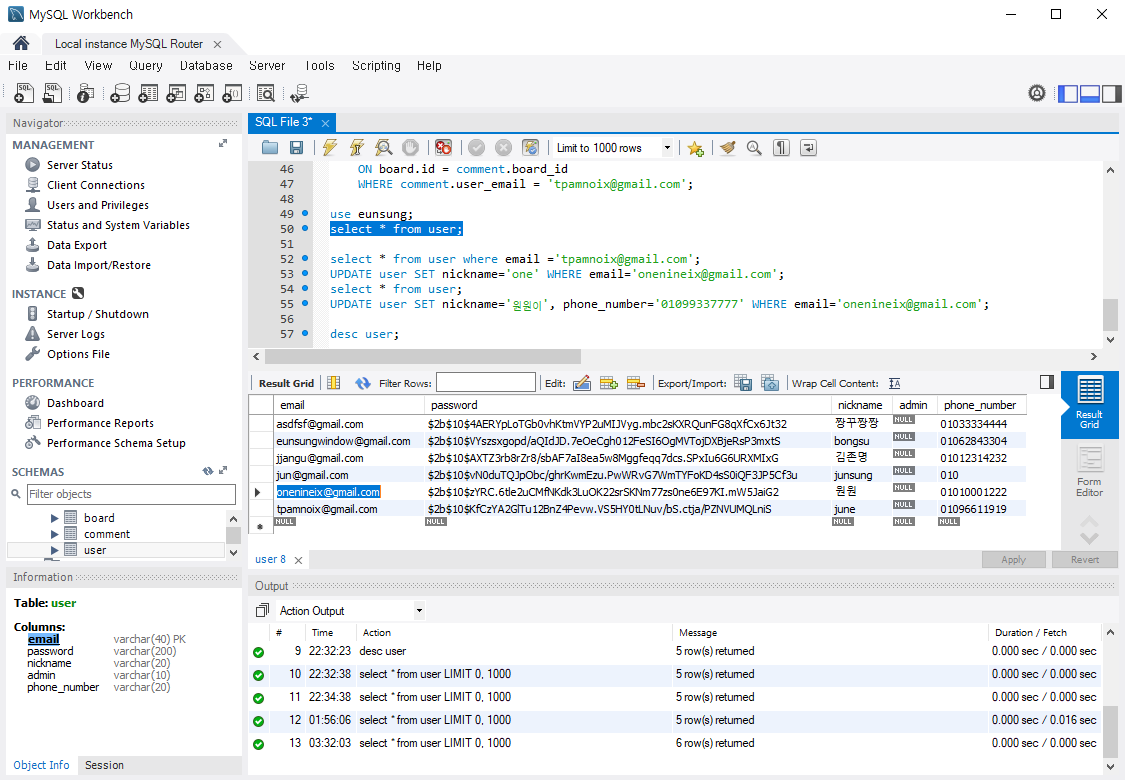 MySQL Workbench
Local instance MySQL Router
File Edit View Query Database Server Tools Scripting Help
Navigator
MANAGEMENT
Server Status
Client Connections
Users and Privileges
Status and System Variables
Data Export
Data Import/Restore
INSTANCE
Startup / Shutdown
Server Logs
Options File
PERFORMANCE
Dashboard
Performance Reports
Performance Schema Setup
SCHEMAS
Filter objects
board
comment
user
Information
Table: user
Columns:
email varchar(40) PK
password varchar(200)
nickname varchar(20)
admin varchar(10)
phone_number varchar(20)
Object Info Session
SQL File 3*
Limit to 1000 rows
46 ON board.id = comment.board_id
47 WHERE comment.user_email = 'tpamnoix@gmail.com';
48
49 use eunsung;
50 select * from user;
51
52 select * from user where email ='tpamnoix@gmail.com';
53 UPDATE user SET nickname='one' WHERE email='onenineix@gmail.com';
54 select * from user;
55 UPDATE user SET nickname='원원이', phone_number='01099337777' WHERE email='onenineix@gmail.com';
56
57 desc user;
Result Grid Filter Rows: Edit: Export/Import: Wrap Cell Content:
email password nickname admin phone_number
asdfsf@gmail.com $2b$10$4AERYpLoTGb0vhKtmVYP2uMIJVyg.mbc2sKXRQunFG8qXfCx6Jt32 짱꾸짱짱 NULL 01033334444
eunsungwindow@gmail.com $2b$10$VYszsxgopd/aQIdJD.7eOeCgh012FeSI6OgMVTojDXBjeRsP3mxtS bongsu NULL 01062843304
jjangu@gmail.com $2b$10$AXTZ3rb8rZr8/sbAF7aI8ea5w8Mggfeqq7dcs.SPxIu6G6URXMIxG 김존명 NULL 01012314232
jun@gmail.com $2b$10$vN0duTQJpObc/ghrKwmEzu.PwWRvG7WmTYFoKD4sS0iQF3JP5Cf3u junsung NULL 010
onenineix@gmail.com $2b$10$zYRC.6tle2uCMfNKdk3LuOK22srSKNm77zs0ne6E97KI.mW5JaiG2 원원 NULL 01010001222
tpamnoix@gmail.com $2b$10$KfCzYA2GlTu12BnZ4Pevw.VS5HY0tLNuv/bS.ctja/PZNVUMQLniS june NULL 01096611919
NULL NULL NULL NULL NULL
Result Grid
Form Editor
user 8 Apply Revert
Output
Action Output
# Time Action Message Duration / Fetch
9 22:32:23 desc user 5 row(s) returned 0.000 sec / 0.000 sec
10 22:32:38 select * from user LIMIT 0, 1000 5 row(s) returned 0.000 sec / 0.000 sec
11 22:34:38 select * from user LIMIT 0, 1000 5 row(s) returned 0.000 sec / 0.000 sec
12 01:56:06 select * from user LIMIT 0, 1000 5 row(s) returned 0.000 sec / 0.016 sec
13 03:32:03 select * from user LIMIT 0, 1000 6 row(s) returned 0.000 sec / 0.000 sec